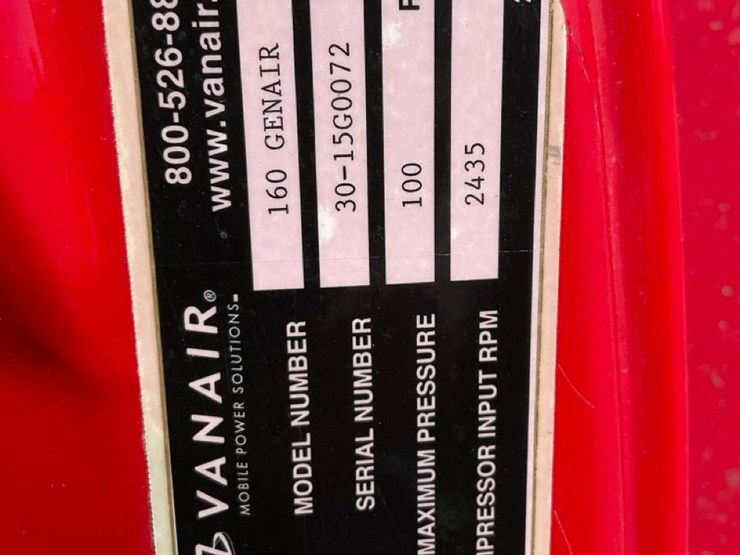 VANAIR®
MOBILE POWER SOLUTIONS
800-526-88
www.vanair.
MODEL NUMBER 160 GENAIR
SERIAL NUMBER 30-15G0072
MAXIMUM PRESSURE 100 P
MPRESSOR INPUT RPM 2435